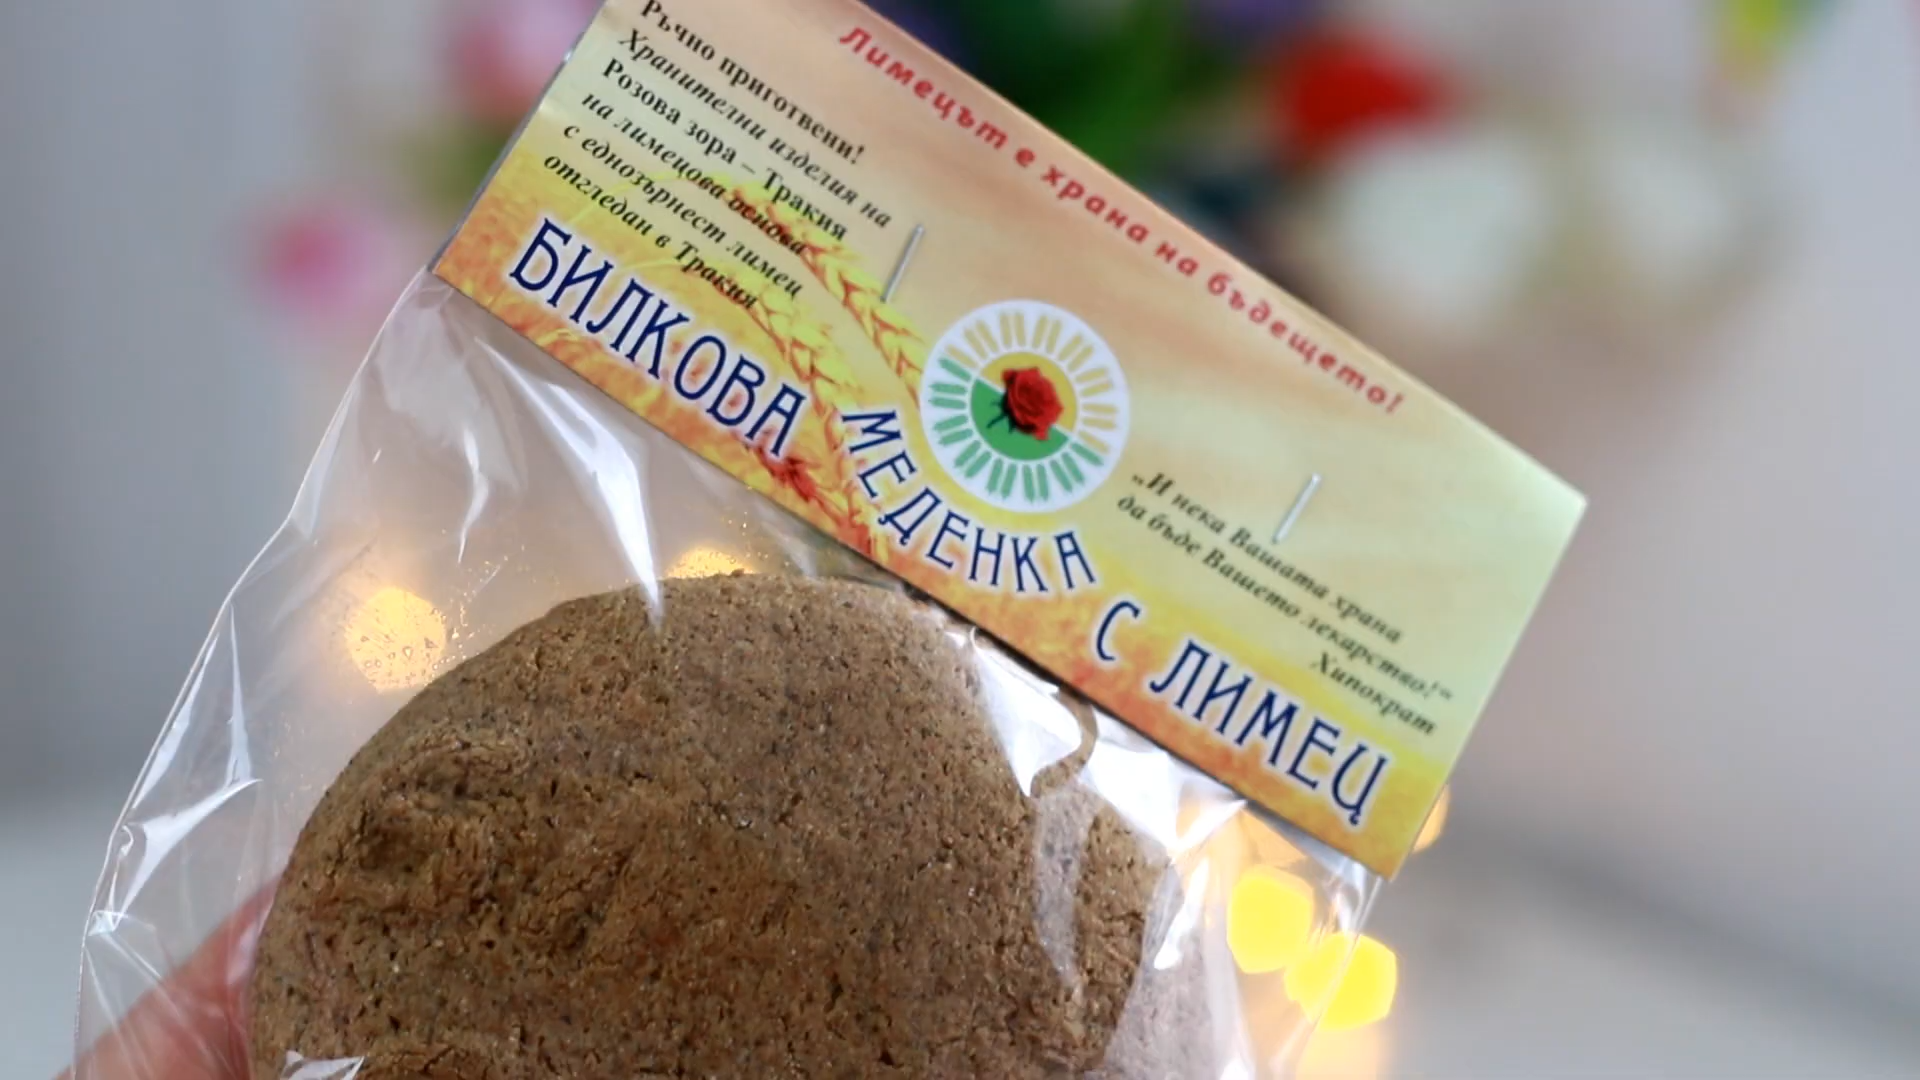 Ръчно приготвени!
Хранителни изделия на
Розова зора – Тракия
на лимецова основа
с еднозърнест лимец
отгледан в Тракия
Лимецът е храна на бъдещето!
БИЛКОВА МЕДЕНКА С ЛИМЕЦ
„И нека Вашата храна
да бъде Вашето лекарство!“
Хипократ